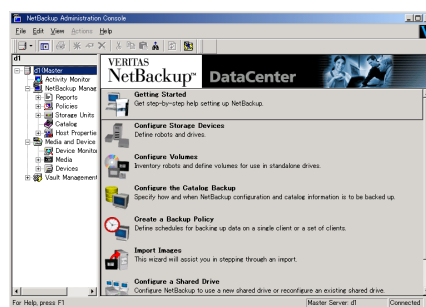 NetBackup Administration Console
File Edit View Actions Help
d1
d1(Master
Activity Monitor
NetBackup Manag
Reports
Policies
Storage Units
Catalog
Host Propertie
Media and Device
Device Monitor
Media
Devices
Vault Management
VERITAS
NetBackup™ DataCenter
Getting Started
Get step-by-step help setting up NetBackup.
Configure Storage Devices
Define robots and drives.
Configure Volumes
Inventory robots and define volumes for use in standalone drives.
Configure the Catalog Backup
Specify how and when NetBackup configuration and catalog information is to be backed up.
Create a Backup Policy
Define schedules for backing up data on a single client or a set of clients.
Import Images
This wizard will assist you in stepping through an import.
Configure a Shared Drive
Configure NetBackup to use a new shared drive or reconfigure an existing shared drive.
For Help, press F1
Master Server: d1
Connected